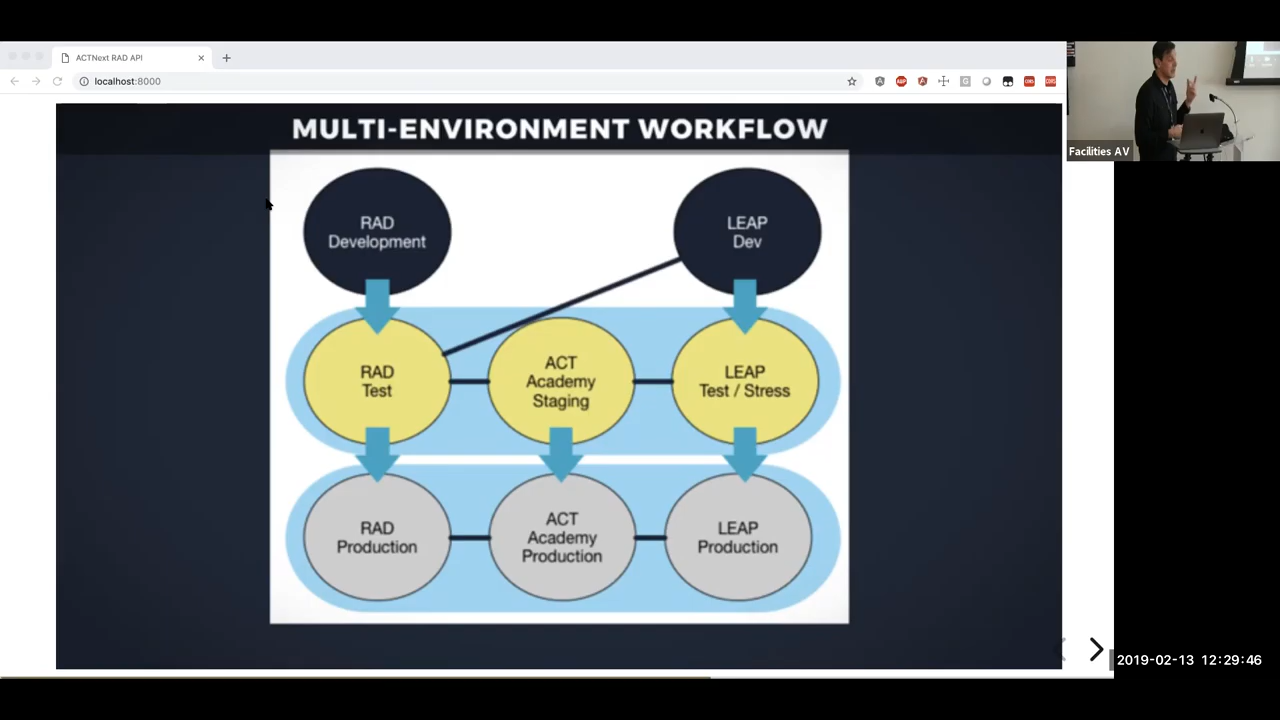 ACTNext RAD API
localhost:8000
Facilities AV
MULTI-ENVIRONMENT WORKFLOW
RAD
Development
LEAP
Dev
RAD
Test
ACT
Academy
Staging
LEAP
Test / Stress
RAD
Production
ACT
Academy
Production
LEAP
Production
2019-02-13 12:29:46